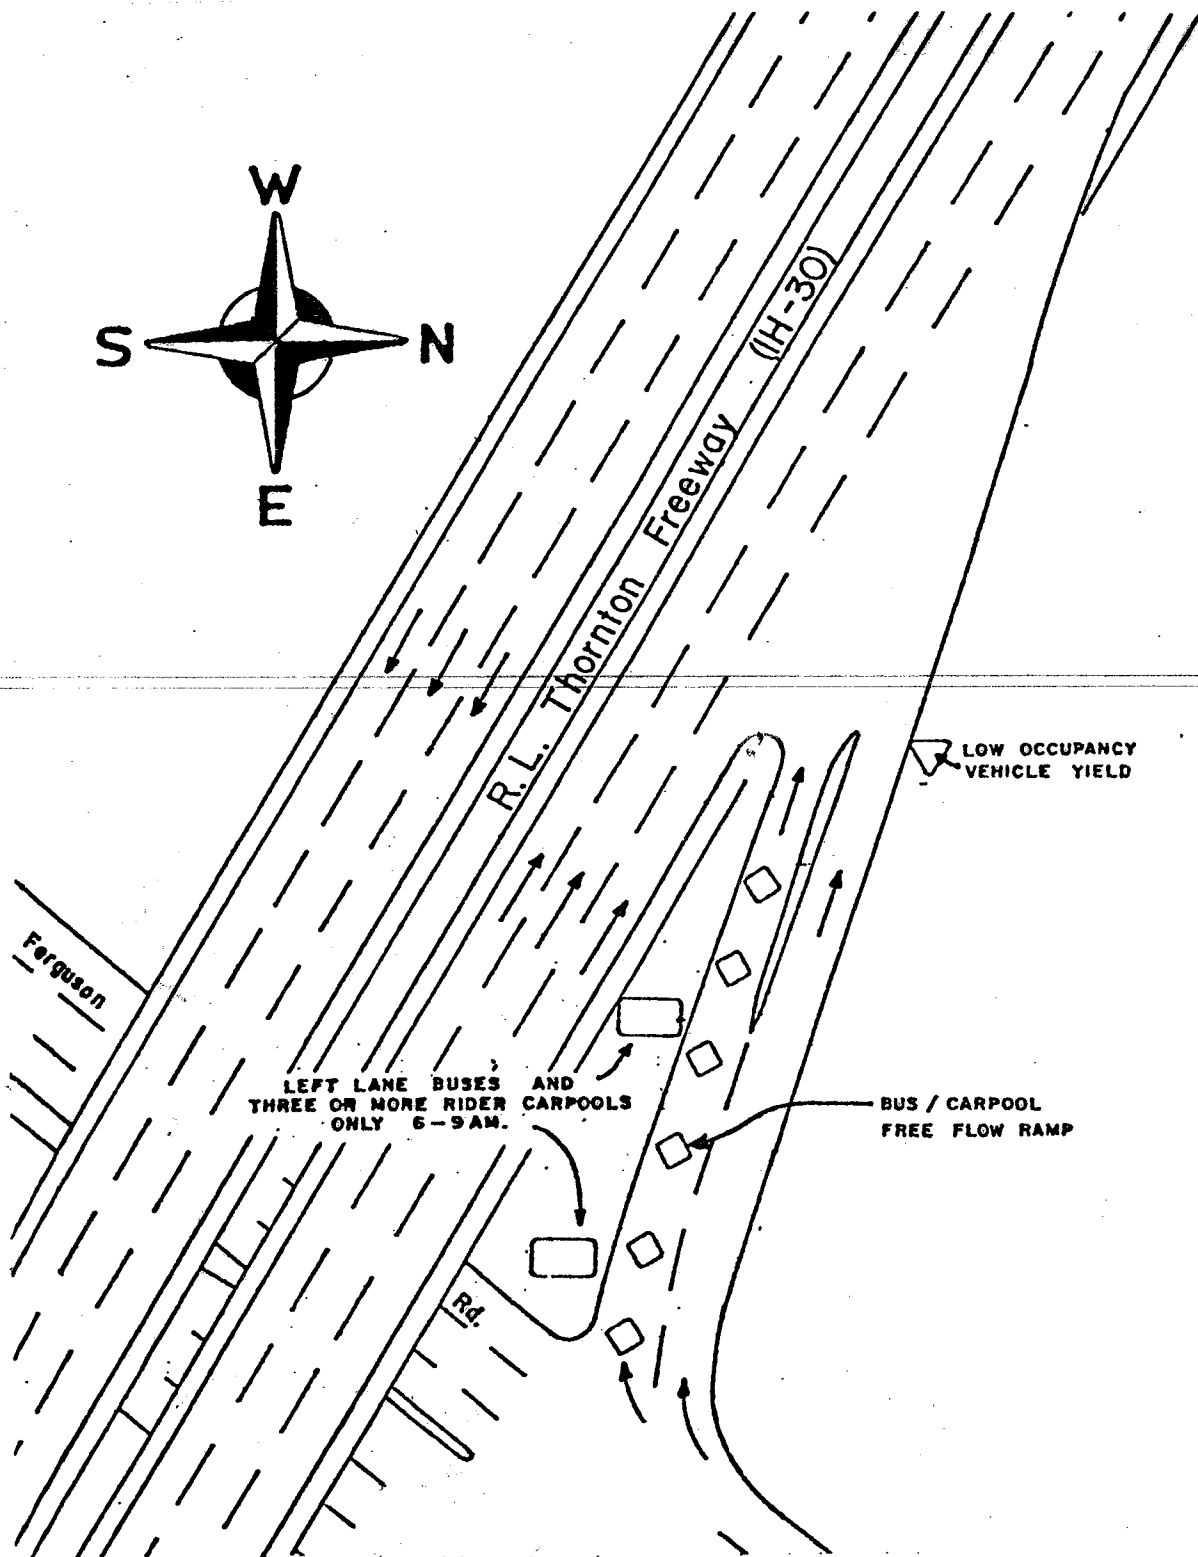 W
S
N
E
R. L. Thornton Freeway (IH-30)
LOW OCCUPANCY
VEHICLE YIELD
Ferguson
LEFT LANE BUSES AND
THREE OR MORE RIDER CARPOOLS
ONLY 6-9 AM.
BUS / CARPOOL
FREE FLOW RAMP
Rd.